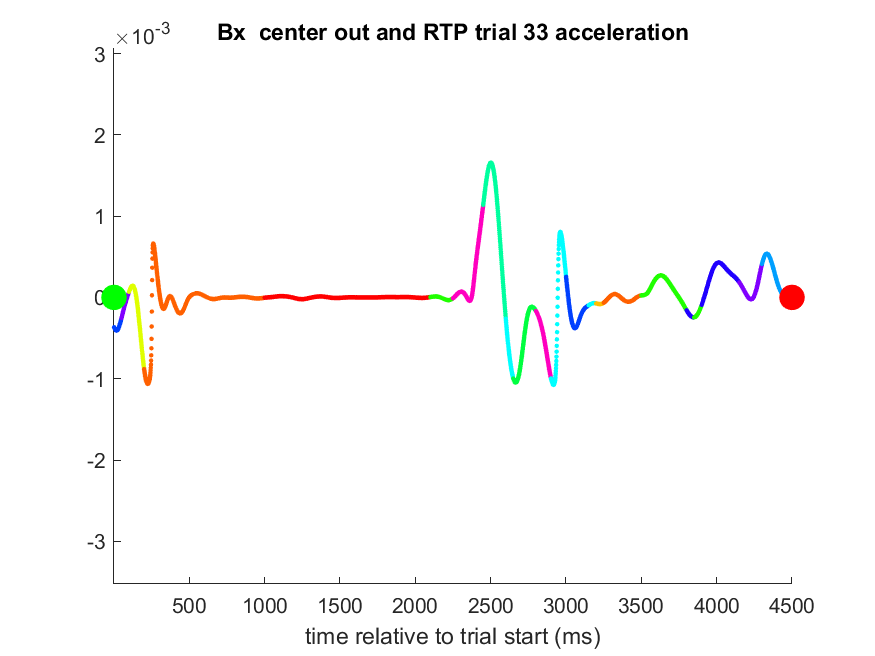 Bx  center out and RTP trial 33 acceleration
×10-3
3
2
1
0
-1
-2
-3
500 1000 1500 2000 2500 3000 3500 4000 4500
time relative to trial start (ms)